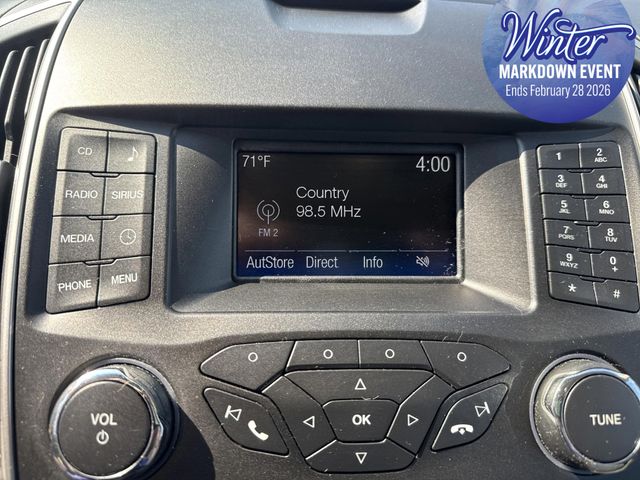 Winter
MARKDOWN EVENT
Ends February 28 2026
CD
RADIO SIRIUS
MEDIA
PHONE MENU
71°F 4:00
Country
98.5 MHz
FM 2
AutoStore Direct Info
1 2 ABC
3 DEF 4 GHI
5 JKL 6 MNO
7 PQRS 8 TUV
9 WXYZ 0 +
* #
VOL
OK
TUNE